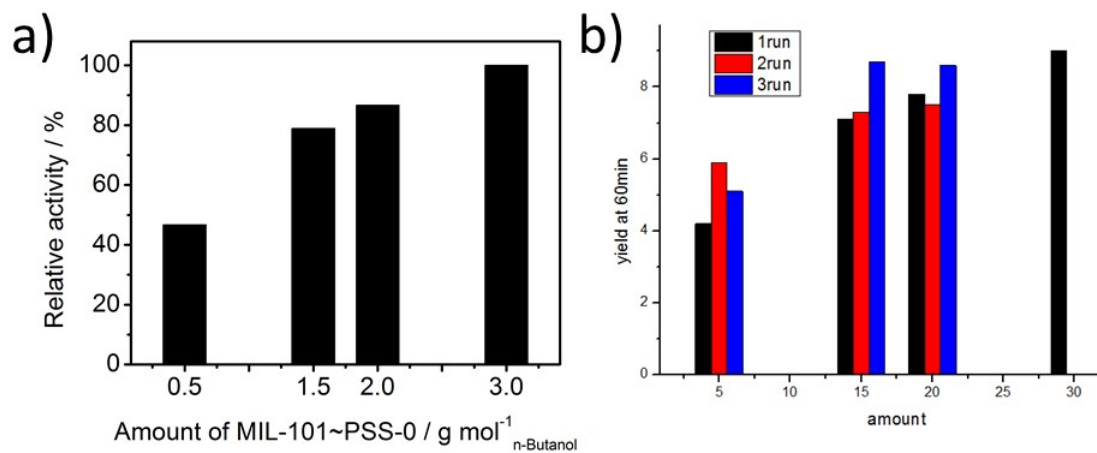 a)
Relative activity / %
100
80
60
40
20
0
0.5 1.5 2.0 3.0
Amount of MIL-101~PSS-0 / g mol⁻¹ n-Butanol
b)
1run
2run
3run
yield at 60min
8
6
4
2
0
5 10 15 20 25 30
amount